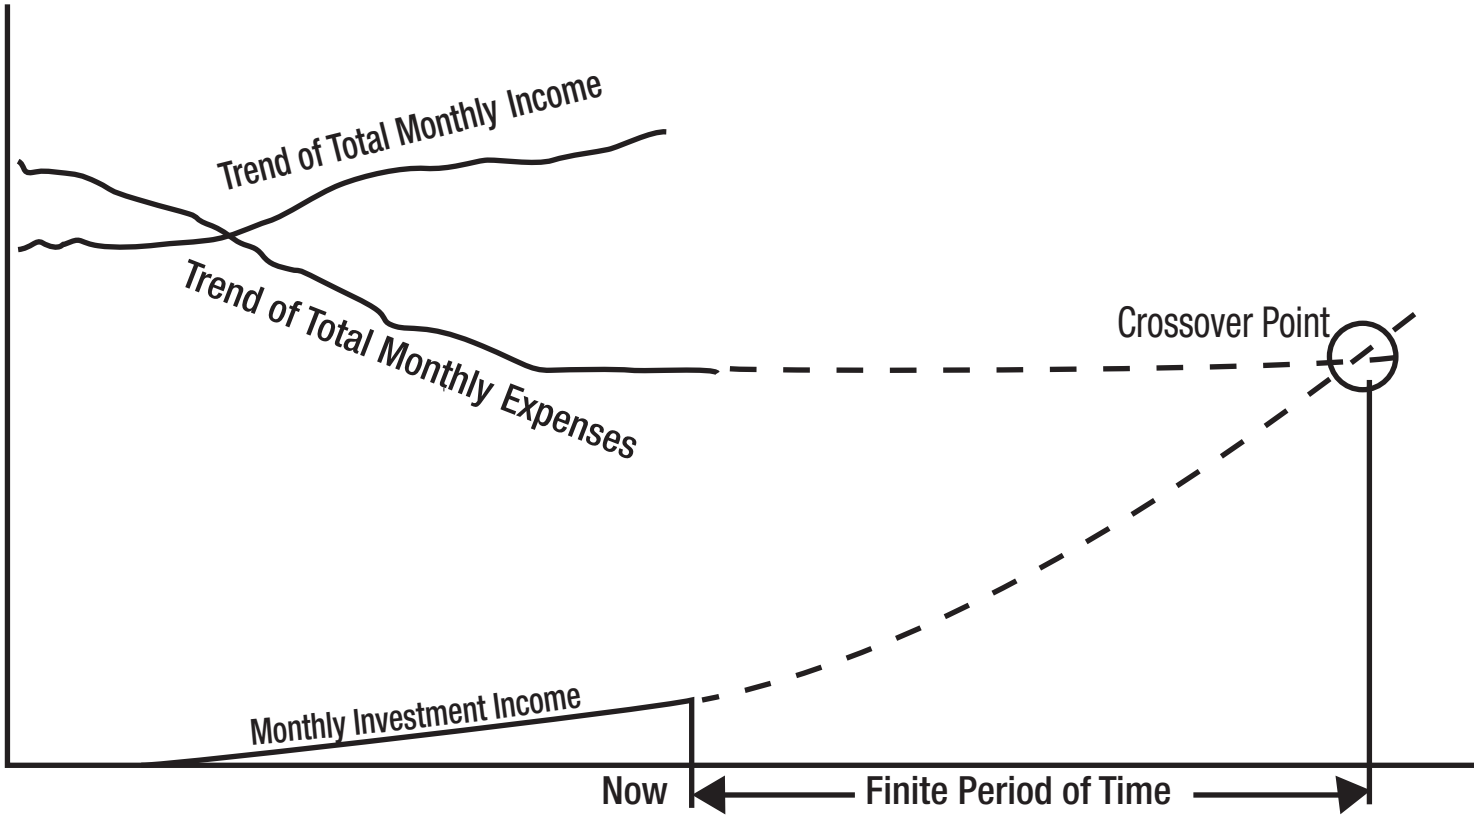 Trend of Total Monthly Income
Trend of Total Monthly Expenses
Crossover Point
Monthly Investment Income
Now
Finite Period of Time